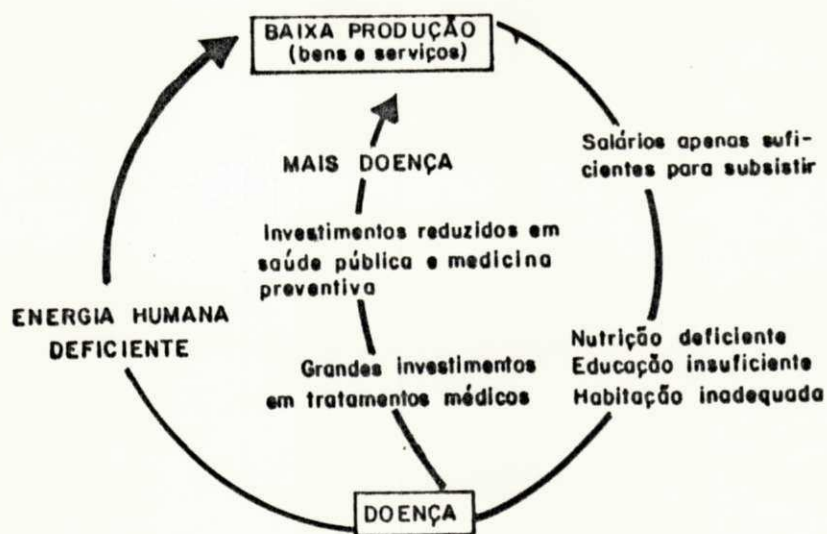 BAIXA PRODUÇÃO
(bens e serviços)
Salários apenas sufi-
cientes para subsistir
MAIS DOENÇA
Investimentos reduzidos em
saúde pública e medicina
preventiva
ENERGIA HUMANA
DEFICIENTE
Nutrição deficiente
Educação insuficiente
Habitação inadequada
Grandes investimentos
em tratamentos médicos
DOENÇA